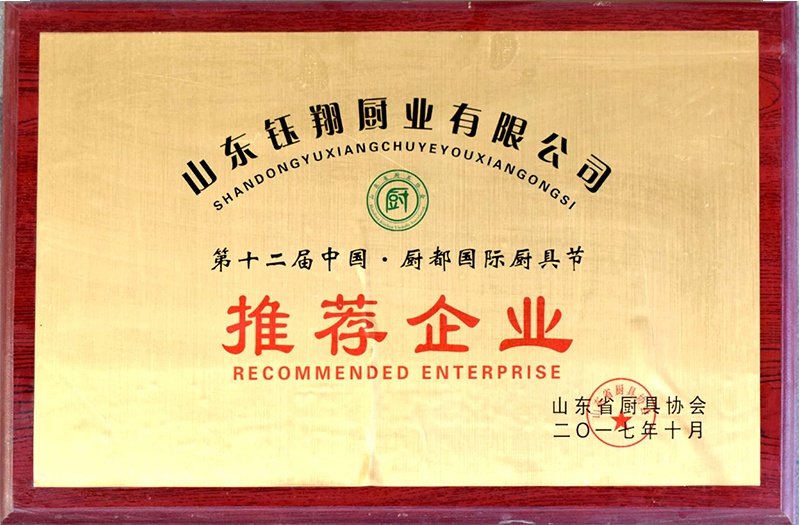 山东钰翔厨业有限公司
SHANDONGYUXIANGCHUYEYOUXIANGONGSI
厨
第十二届中国·厨都国际厨具节
推荐企业
RECOMMENDED ENTERPRISE
山东省厨具协会
二〇一七年十月